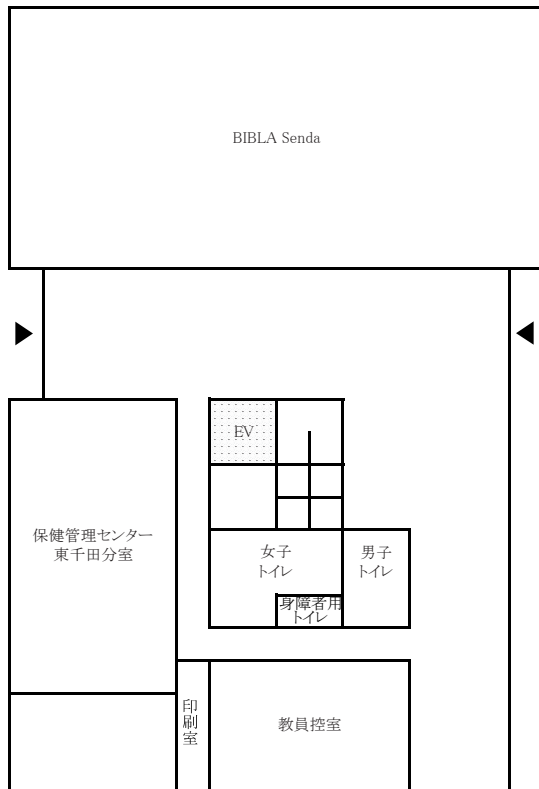 BIBLA Senda
EV
保健管理センター
東千田分室
女子
トイレ
男子
トイレ
身障者用
トイレ
印刷室
教員控室